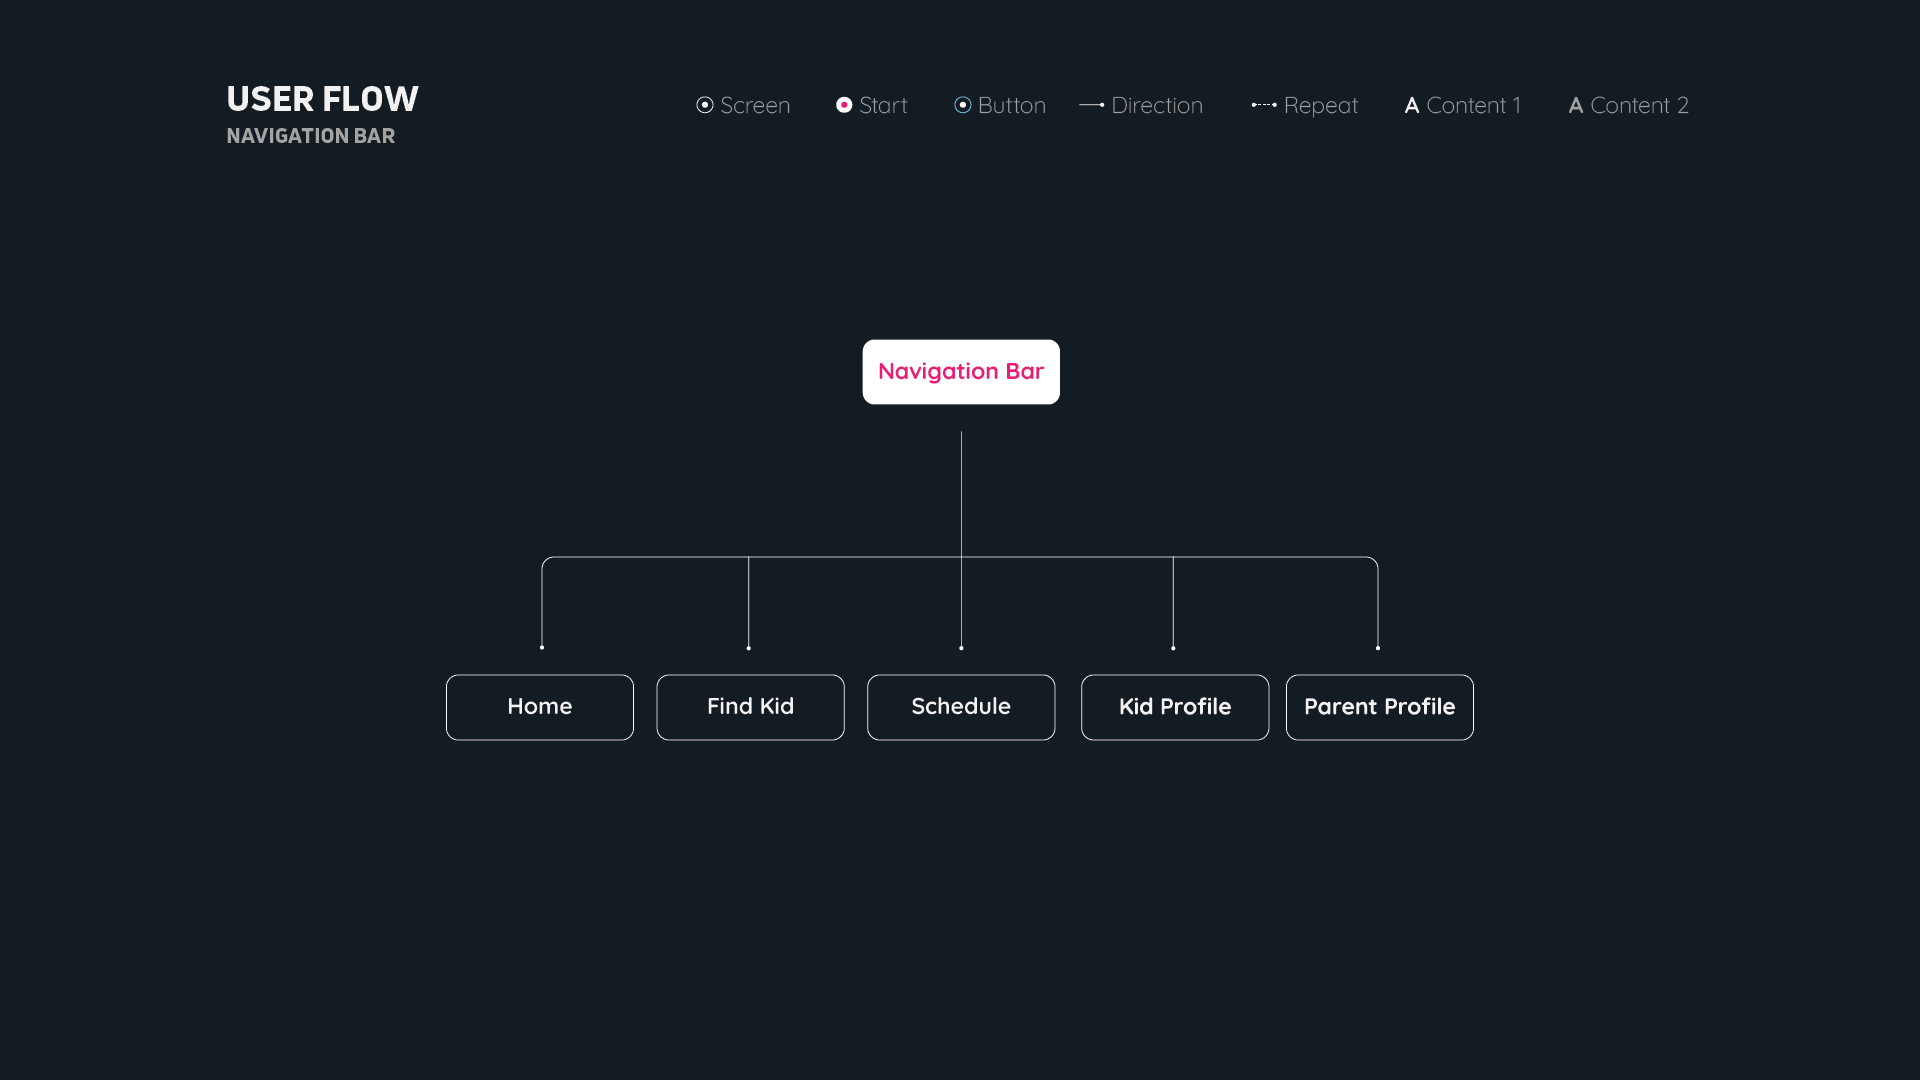 USER FLOW
NAVIGATION BAR
Screen
Start
Button
Direction
Repeat
A Content 1
A Content 2
Navigation Bar
Home
Find Kid
Schedule
Kid Profile
Parent Profile